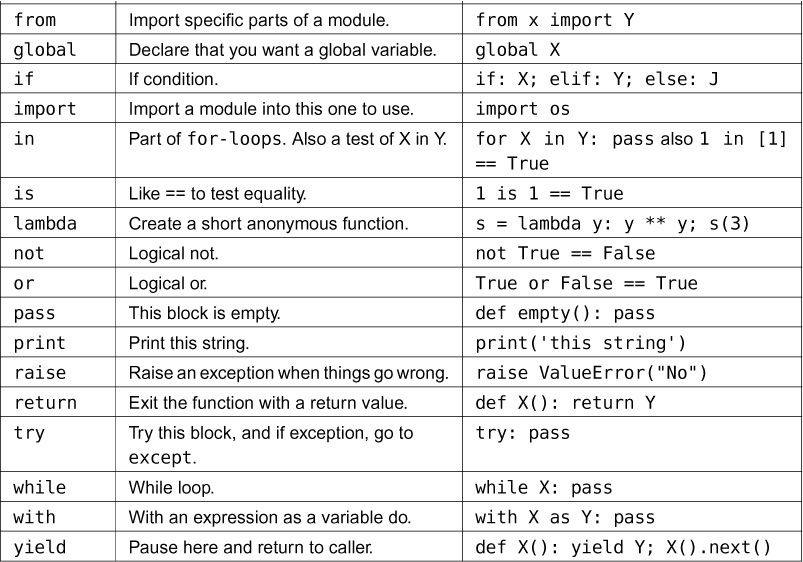 from Import specific parts of a module. from x import Y
global Declare that you want a global variable. global X
if If condition. if: X; elif: Y; else: J
import Import a module into this one to use. import os
in Part of for-loops. Also a test of X in Y. for X in Y: pass also 1 in [1]
== True
is Like == to test equality. 1 is 1 == True
lambda Create a short anonymous function. s = lambda y: y ** y; s(3)
not Logical not. not True == False
or Logical or. True or False == True
pass This block is empty. def empty(): pass
print Print this string. print('this string')
raise Raise an exception when things go wrong. raise ValueError("No")
return Exit the function with a return value. def X(): return Y
try Try this block, and if exception, go to try: pass
except.
while While loop. while X: pass
with With an expression as a variable do. with X as Y: pass
yield Pause here and return to caller. def X(): yield Y; X().next()